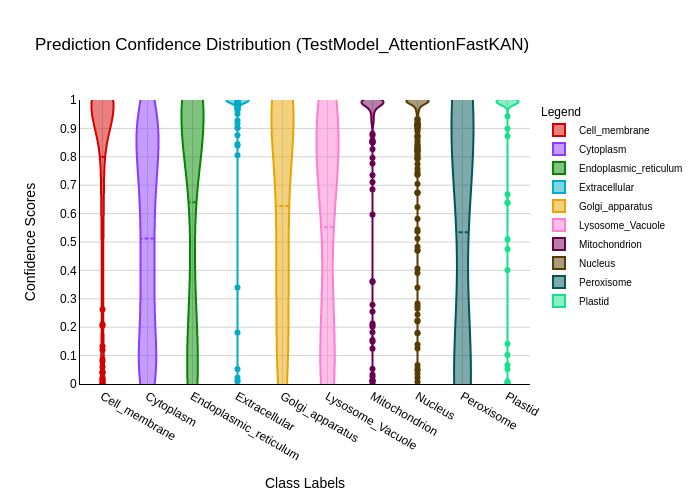 Prediction Confidence Distribution (TestModel_AttentionFastKAN)
Legend
Cell_membrane
Cytoplasm
Endoplasmic_reticulum
Extracellular
Golgi_apparatus
Lysosome_Vacuole
Mitochondrion
Nucleus
Peroxisome
Plastid
Confidence Scores
1
0.9
0.8
0.7
0.6
0.5
0.4
0.3
0.2
0.1
0
Cell_membrane
Cytoplasm
Endoplasmic_reticulum
Extracellular
Golgi_apparatus
Lysosome_Vacuole
Mitochondrion
Nucleus
Peroxisome
Plastid
Class Labels